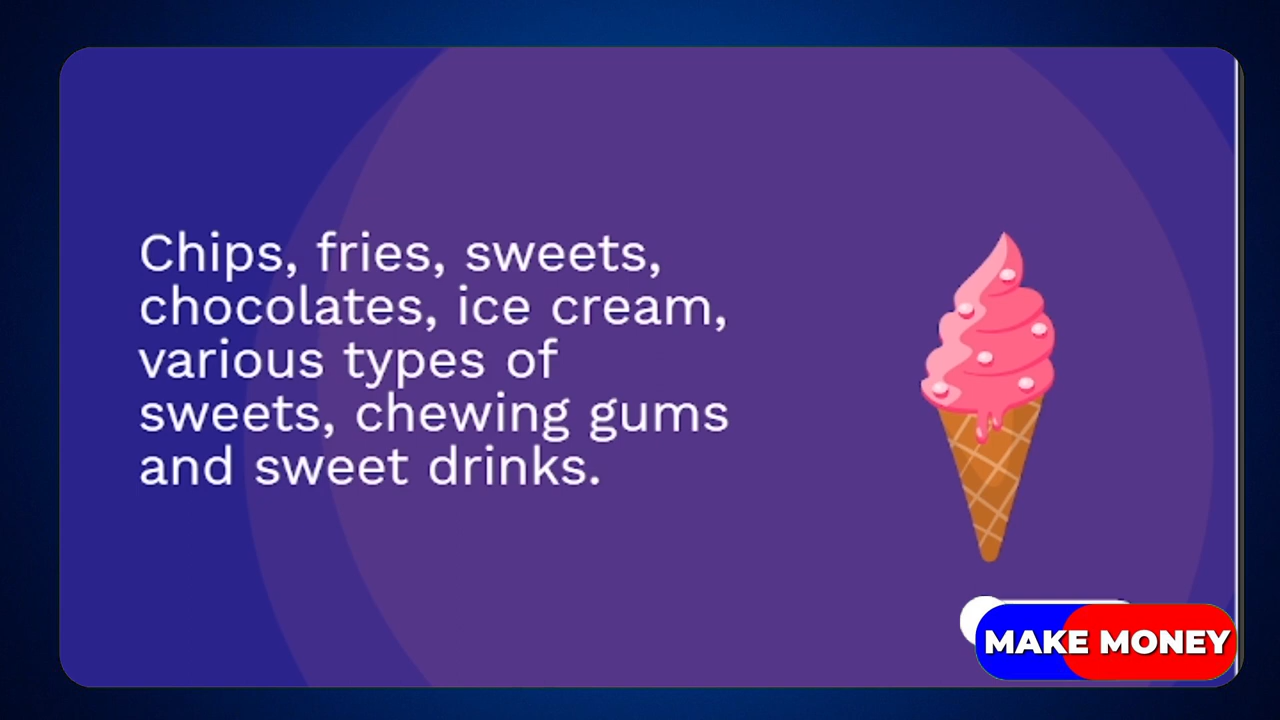 Chips, fries, sweets,
chocolates, ice cream,
various types of
sweets, chewing gums
and sweet drinks.
MAKE MONEY